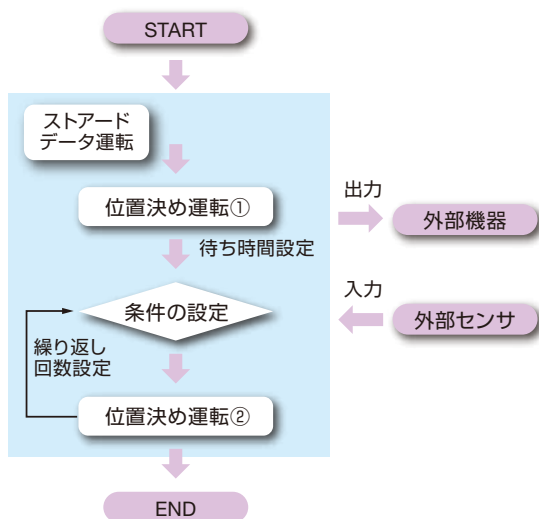 START
ストアード
データ運転
位置決め運転①
出力
外部機器
待ち時間設定
条件の設定
入力
外部センサ
繰り返し
回数設定
位置決め運転②
END